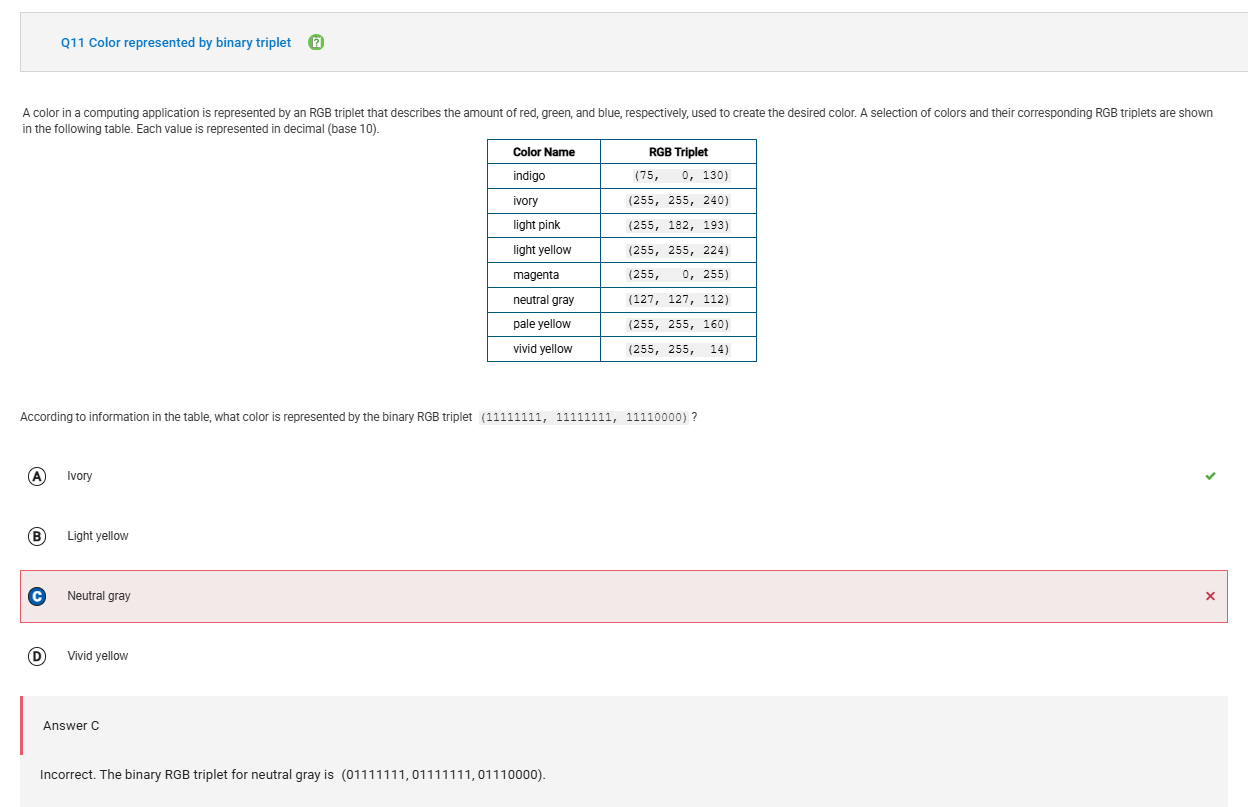 Q11 Color represented by binary triplet
A color in a computing application is represented by an RGB triplet that describes the amount of red, green, and blue, respectively, used to create the desired color. A selection of colors and their corresponding RGB triplets are shown
in the following table. Each value is represented in decimal (base 10).
Color Name RGB Triplet
indigo (75, 0, 130)
ivory (255, 255, 240)
light pink (255, 182, 193)
light yellow (255, 255, 224)
magenta (255, 0, 255)
neutral gray (127, 127, 112)
pale yellow (255, 255, 160)
vivid yellow (255, 255, 14)
According to information in the table, what color is represented by the binary RGB triplet (11111111, 11111111, 11110000) ?
A Ivory
B Light yellow
C Neutral gray
D Vivid yellow
Answer C
Incorrect. The binary RGB triplet for neutral gray is (01111111, 01111111, 01110000).